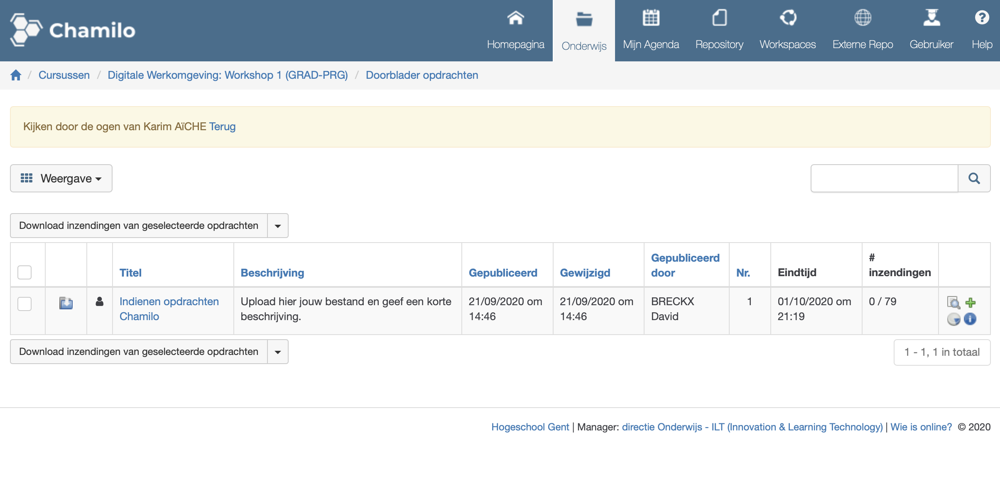 Chamilo
Homepagina
Onderwijs
Mijn Agenda
Repository
Workspaces
Externe Repo
Gebruiker
Help
/ Cursussen / Digitale Werkomgeving: Workshop 1 (GRAD-PRG) / Doorblader opdrachten
Kijken door de ogen van Karim AïCHE Terug
Weergave
Download inzendingen van geselecteerde opdrachten
Titel
Beschrijving
Gepubliceerd
Gewijzigd
Gepubliceerd
door
Nr.
Eindtijd
#
inzendingen
Indienen opdrachten
Chamilo
Upload hier jouw bestand en geef een korte
beschrijving.
21/09/2020 om
14:46
21/09/2020 om
14:46
BRECKX
David
1
01/10/2020 om
21:19
0 / 79
Download inzendingen van geselecteerde opdrachten
1 - 1, 1 in totaal
Hogeschool Gent | Manager: directie Onderwijs - ILT (Innovation & Learning Technology) | Wie is online? © 2020